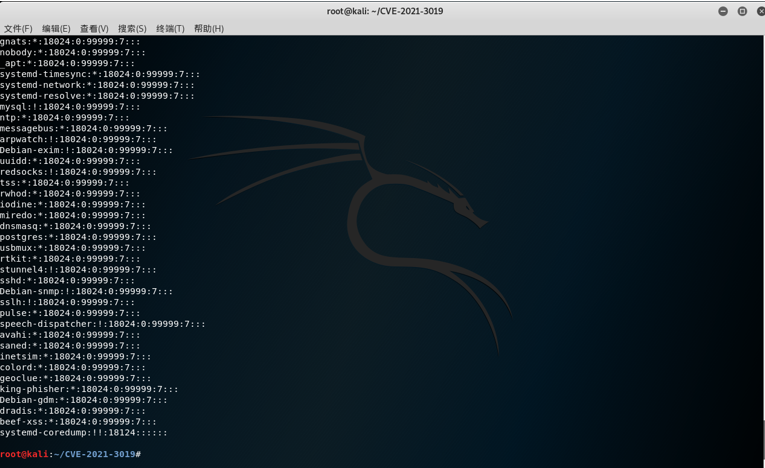 root@kali: ~/CVE-2021-3019
文件(F) 编辑(E) 查看(V) 搜索(S) 终端(T) 帮助(H)
gnats:*:18024:0:99999:7:::
nobody:*:18024:0:99999:7:::
_apt:*:18024:0:99999:7:::
systemd-timesync:*:18024:0:99999:7:::
systemd-network:*:18024:0:99999:7:::
systemd-resolve:*:18024:0:99999:7:::
mysql:!:18024:0:99999:7:::
ntp:*:18024:0:99999:7:::
messagebus:*:18024:0:99999:7:::
arpwatch:!:18024:0:99999:7:::
Debian-exim:!:18024:0:99999:7:::
uuidd:*:18024:0:99999:7:::
redsocks:!:18024:0:99999:7:::
tss:*:18024:0:99999:7:::
rwhod:*:18024:0:99999:7:::
iodine:*:18024:0:99999:7:::
miredo:*:18024:0:99999:7:::
dnsmasq:*:18024:0:99999:7:::
postgres:*:18024:0:99999:7:::
usbmux:*:18024:0:99999:7:::
rtkit:*:18024:0:99999:7:::
stunnel4:!:18024:0:99999:7:::
sshd:*:18024:0:99999:7:::
Debian-snmp:!:18024:0:99999:7:::
sslh:!:18024:0:99999:7:::
pulse:*:18024:0:99999:7:::
speech-dispatcher:!:18024:0:99999:7:::
avahi:*:18024:0:99999:7:::
saned:*:18024:0:99999:7:::
inetsim:*:18024:0:99999:7:::
colord:*:18024:0:99999:7:::
geoclue:*:18024:0:99999:7:::
king-phisher:*:18024:0:99999:7:::
Debian-gdm:*:18024:0:99999:7:::
dradis:*:18024:0:99999:7:::
beef-xss:*:18024:0:99999:7:::
systemd-coredump:!!:18124::::::
root@kali:~/CVE-2021-3019#